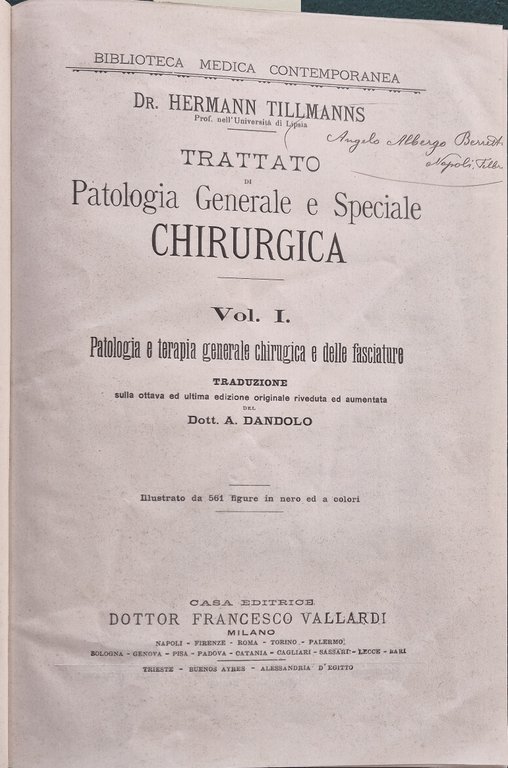 BIBLIOTECA MEDICA CONTEMPORANEA
DR. HERMANN TILLMANNS
Prof. nell'Università di Lipsia
Angelo Albergo
Napoli
TRATTATO
DI
Patologia Generale e Speciale
CHIRURGICA
Vol. I.
Patologia e terapia generale chirugica e delle fasciature
TRADUZIONE
sulla ottava ed ultima edizione originale riveduta ed aumentata
DEL
Dott. A. DANDOLO
Illustrato da 561 figure in nero ed a colori
CASA EDITRICE
DOTTOR FRANCESCO VALLARDI
MILANO
NAPOLI - FIRENZE - ROMA - TORINO - PALERMO
BOLOGNA - GENOVA - PISA - PADOVA - CATANIA - CAGLIARI - SASSARI - LECCE - BARI
TRIESTE - BUENOS AYRES - ALESSANDRIA D'EGITTO